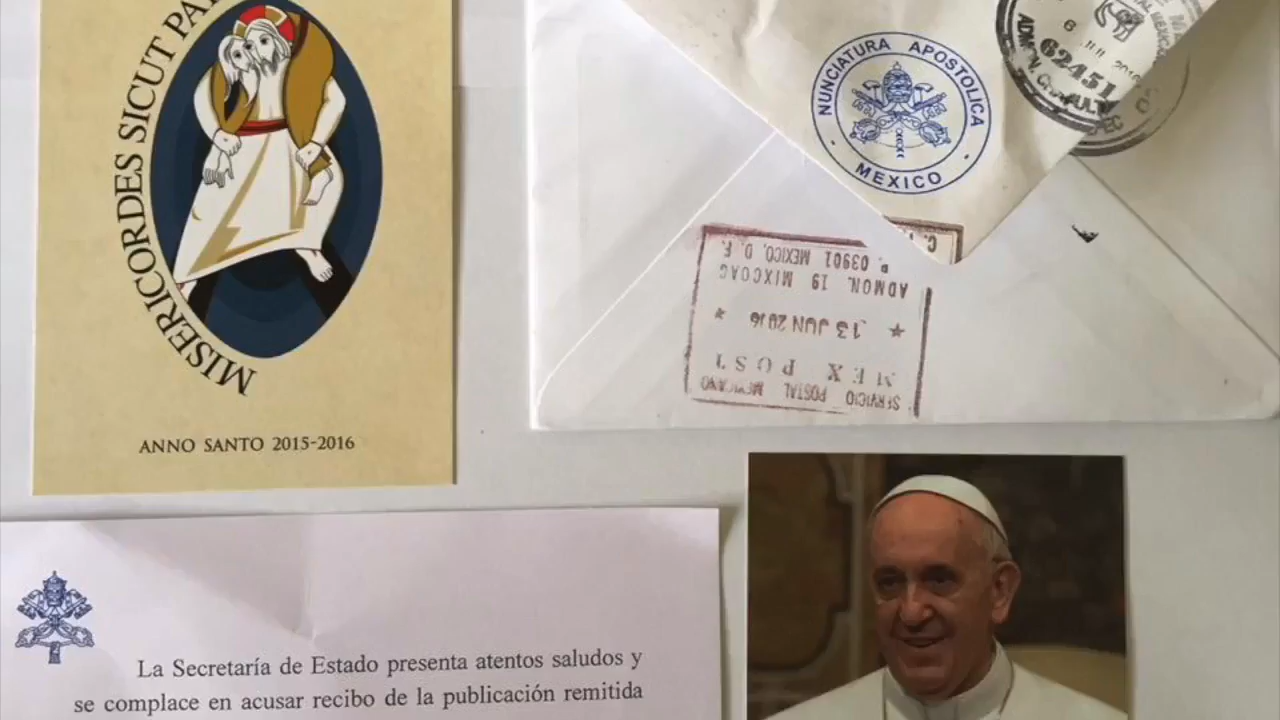 MISERICORDES SICUT PA
ANNO SANTO 2015-2016
NUNCIATURA APOSTOLICA
· MEXICO ·
62451
SERVICIO POSTAL MEXICANO
MEX POST
★ 13 JUN 2016 ★
ADMON. 19 MIXCOAC
P. 03901 MEXICO, D. F.
La Secretaría de Estado presenta atentos saludos y
se complace en acusar recibo de la publicación remitida